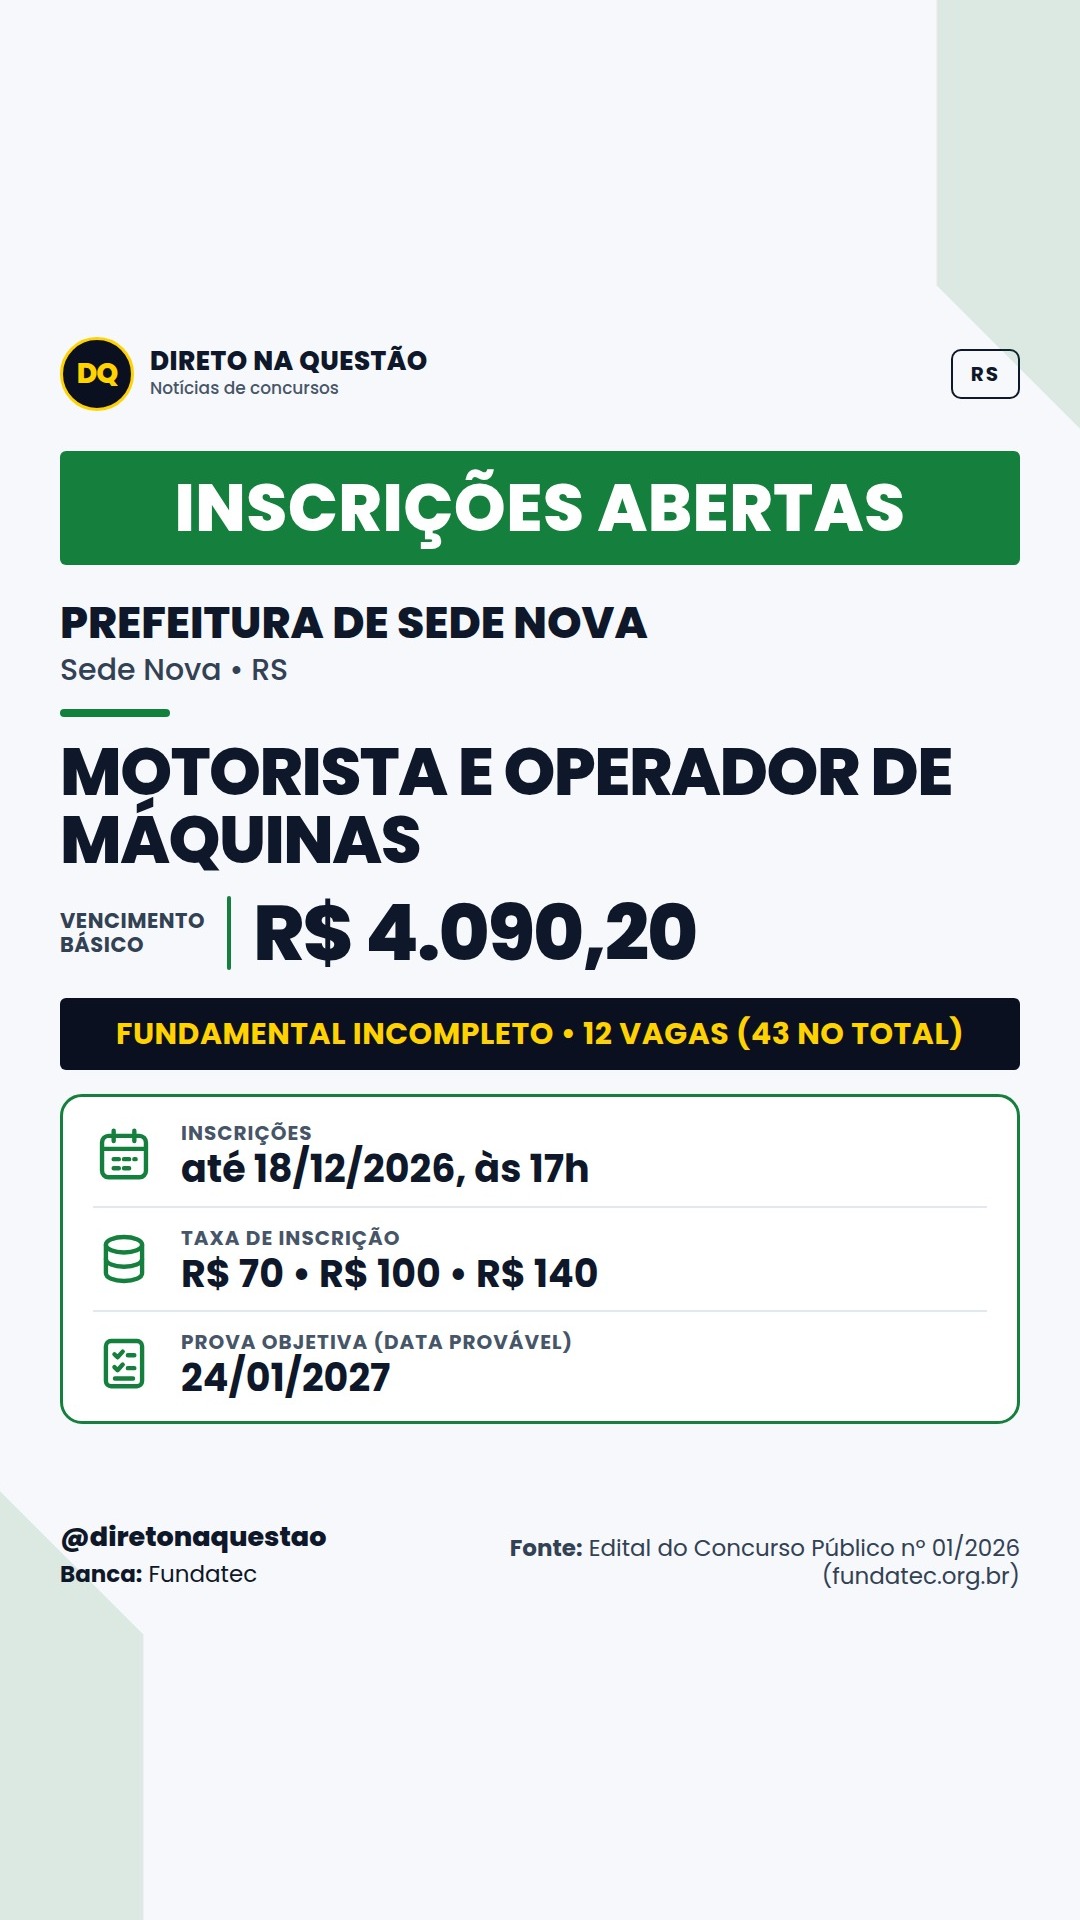 DQ
DIRETO NA QUESTÃO
Notícias de concursos
RS
INSCRIÇÕES ABERTAS
PREFEITURA DE SEDE NOVA
Sede Nova • RS
MOTORISTA E OPERADOR DE
MÁQUINAS
VENCIMENTO
BÁSICO
R$ 4.090,20
FUNDAMENTAL INCOMPLETO • 12 VAGAS (43 NO TOTAL)
INSCRIÇÕES
até 18/12/2026, às 17h
TAXA DE INSCRIÇÃO
R$ 70 • R$ 100 • R$ 140
PROVA OBJETIVA (DATA PROVÁVEL)
24/01/2027
@diretonaquestao
Banca: Fundatec
Fonte: Edital do Concurso Público nº 01/2026
(fundatec.org.br)